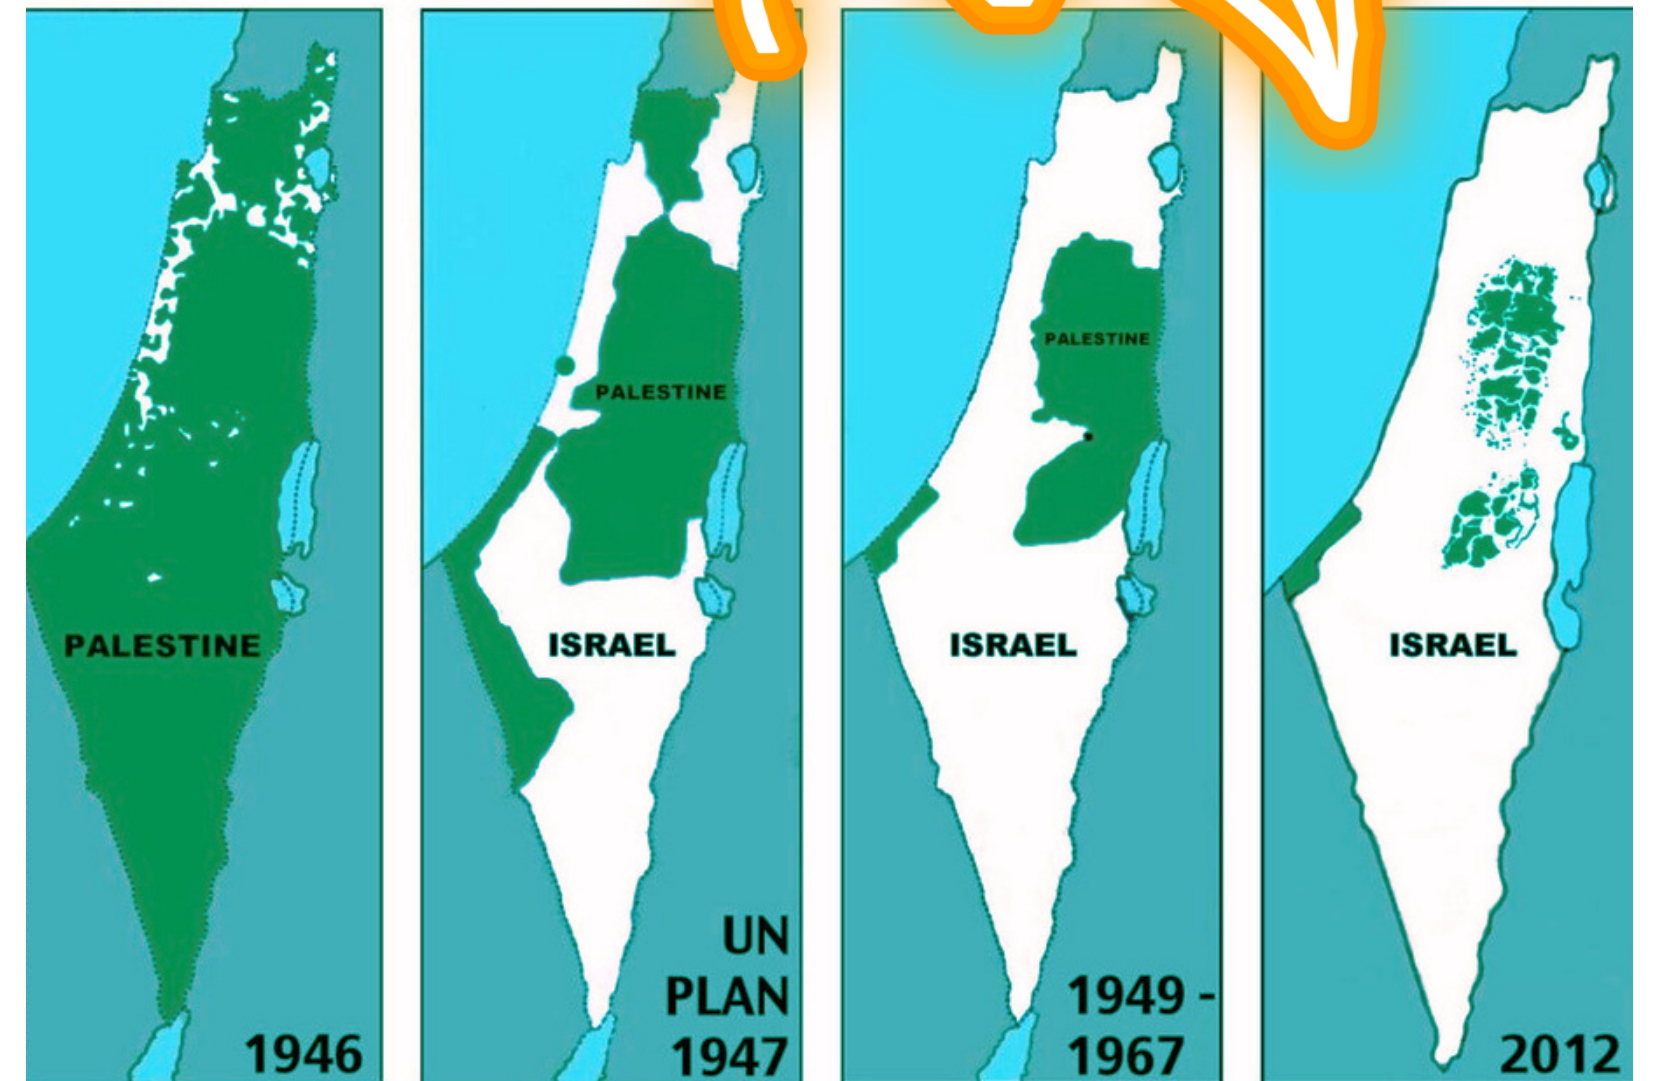 PALESTINE
1946
PALESTINE
ISRAEL
UN
PLAN
1947
PALESTINE
ISRAEL
1949 -
1967
ISRAEL
2012